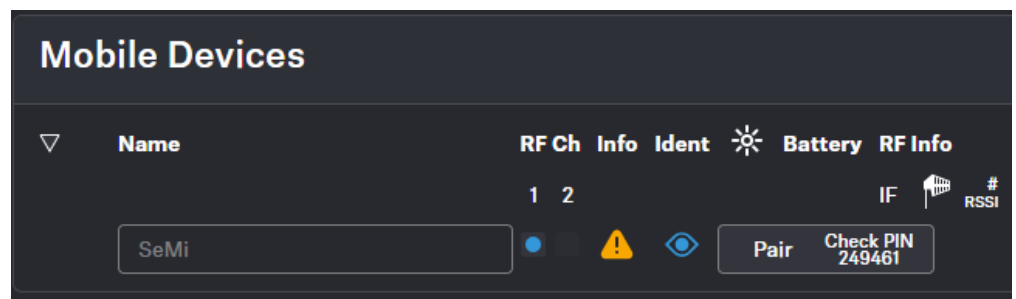 Mobile Devices
Name RF Ch Info Ident Battery RF Info
1 2 IF # RSSI
SeMi Pair Check PIN 249461